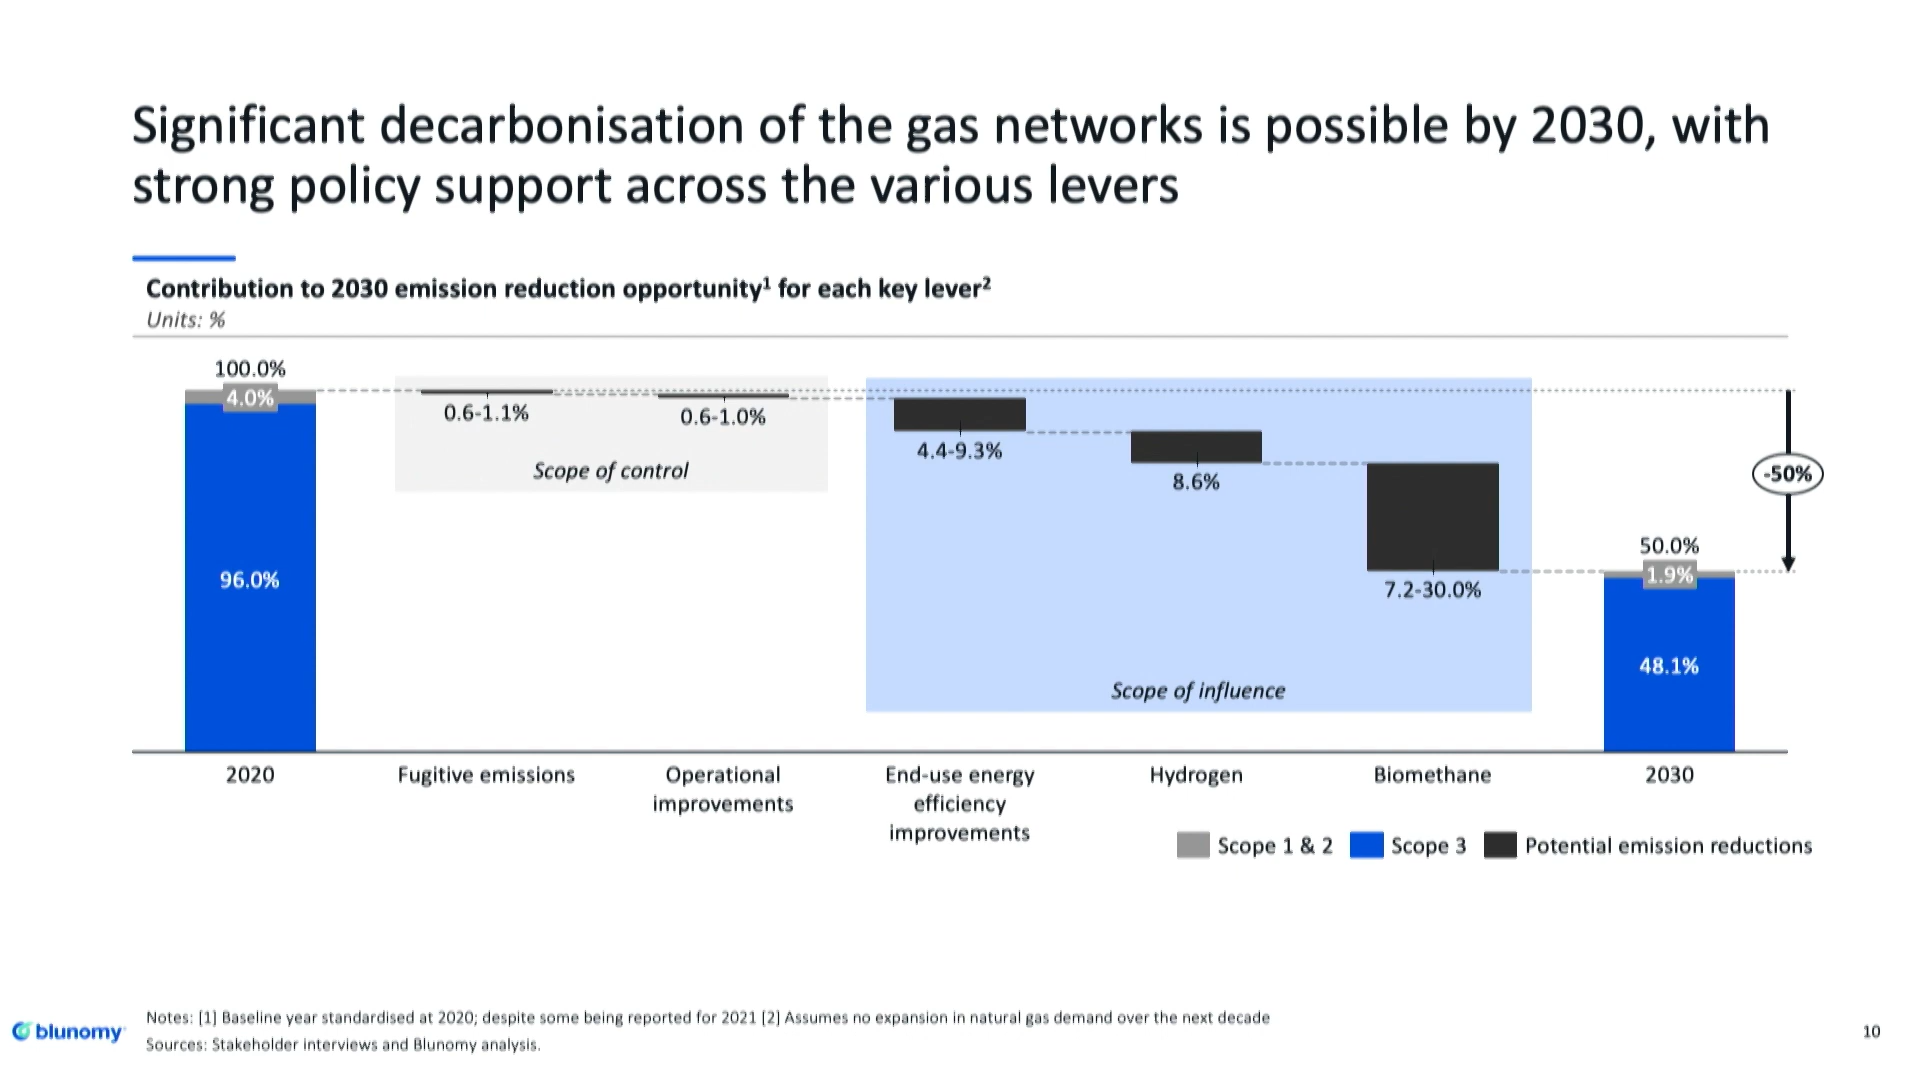 Significant decarbonisation of the gas networks is possible by 2030, with
strong policy support across the various levers
Contribution to 2030 emission reduction opportunity¹ for each key lever²
Units: %
100.0%
4.0%
96.0%
0.6-1.1%
0.6-1.0%
Scope of control
4.4-9.3%
8.6%
7.2-30.0%
Scope of influence
-50%
50.0%
1.9%
48.1%
2020
Fugitive emissions
Operational
improvements
End-use energy
efficiency
improvements
Hydrogen
Biomethane
2030
Scope 1 & 2
Scope 3
Potential emission reductions
Notes: [1] Baseline year standardised at 2020; despite some being reported for 2021 [2] Assumes no expansion in natural gas demand over the next decade
Sources: Stakeholder interviews and Blunomy analysis.
blunomy
10